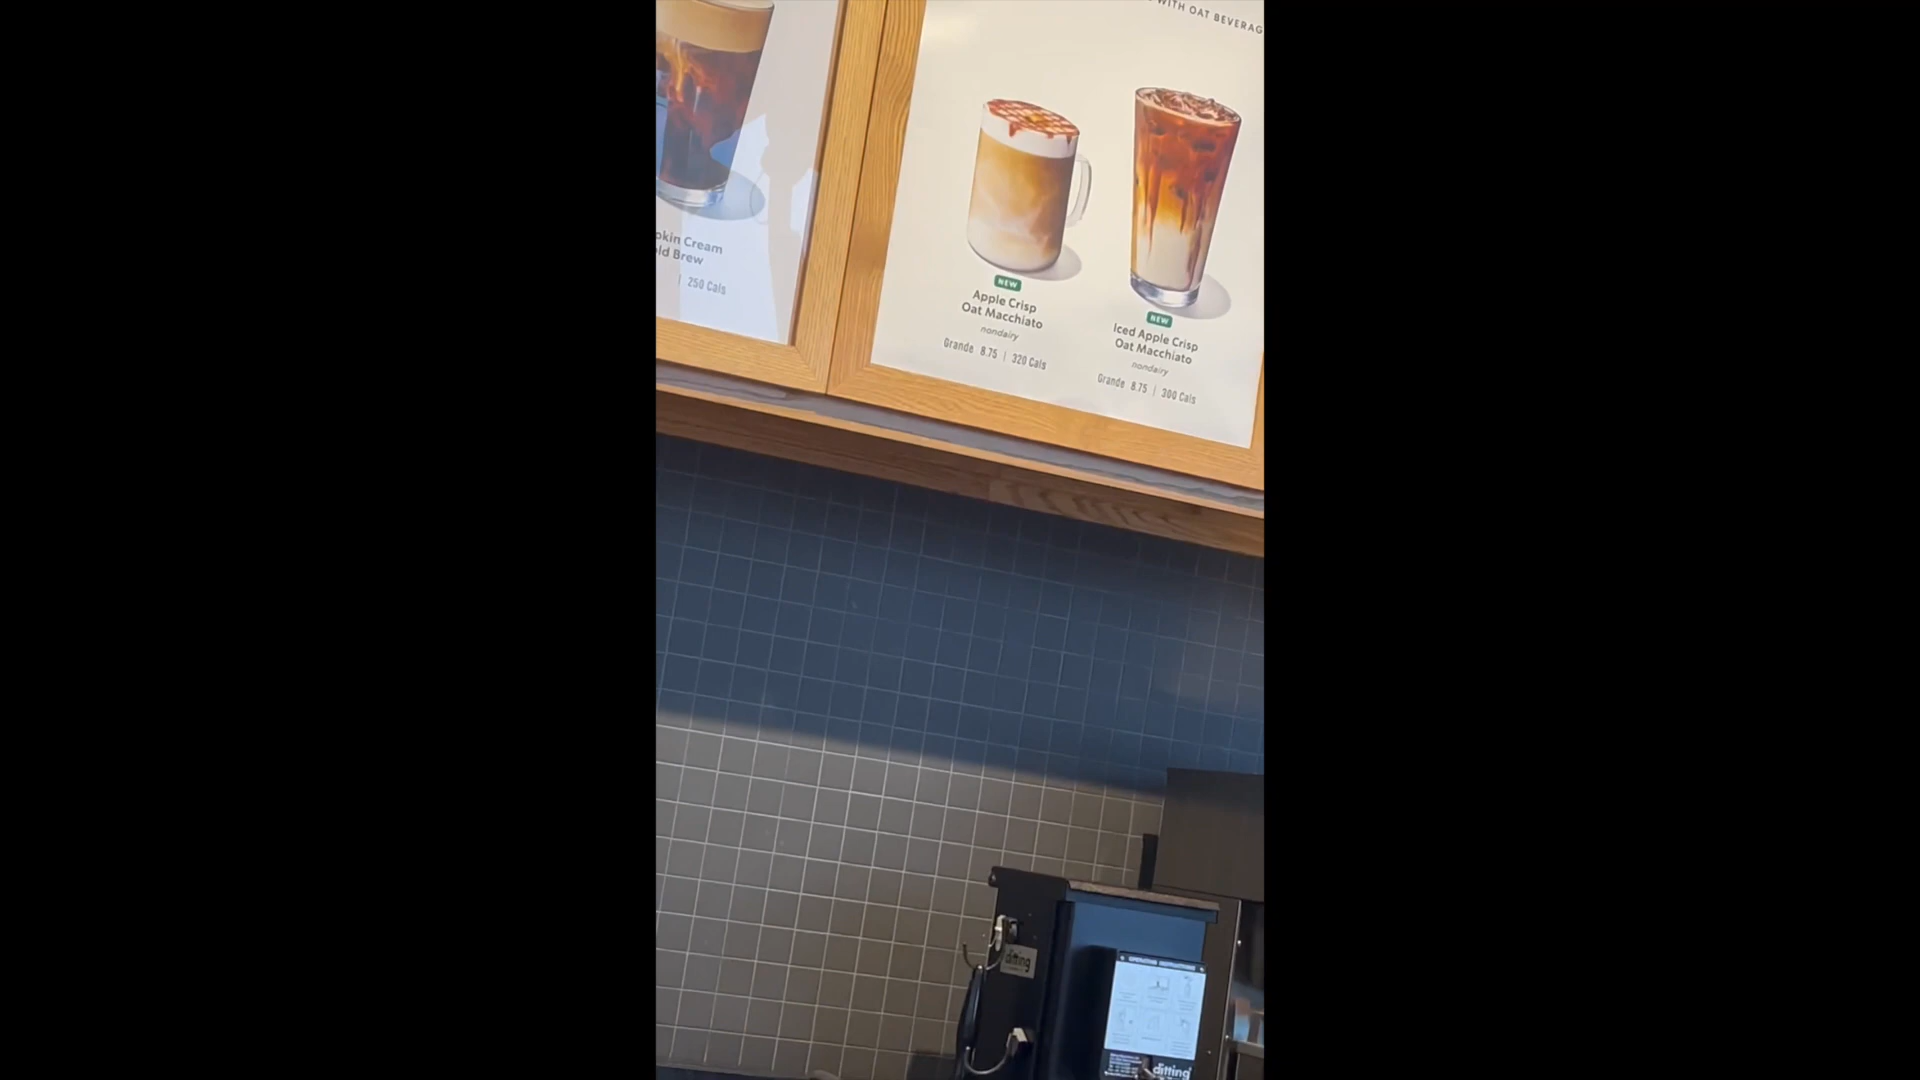 WITH OAT BEVERAG
pkin Cream
ld Brew
| 250 Cals
NEW
Apple Crisp
Oat Macchiato
nondairy
Grande 8.75 | 320 Cals
NEW
Iced Apple Crisp
Oat Macchiato
nondairy
Grande 8.75 | 300 Cals
ditting
ditting